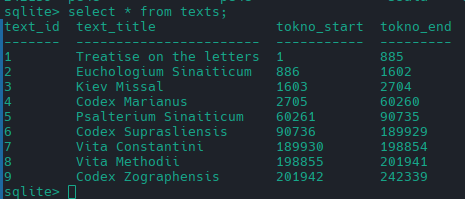 sqlite> select * from texts;
text_id  text_title               tokno_start  tokno_end
-------  -----------------------  -----------  ---------
1        Treatise on the letters  1            885
2        Euchologium Sinaiticum   886          1602
3        Kiev Missal              1603         2704
4        Codex Marianus           2705         60260
5        Psalterium Sinaiticum    60261        90735
6        Codex Suprasliensis      90736        189929
7        Vita Constantini         189930       198854
8        Vita Methodii            198855       201941
9        Codex Zographensis       201942       242339
sqlite>